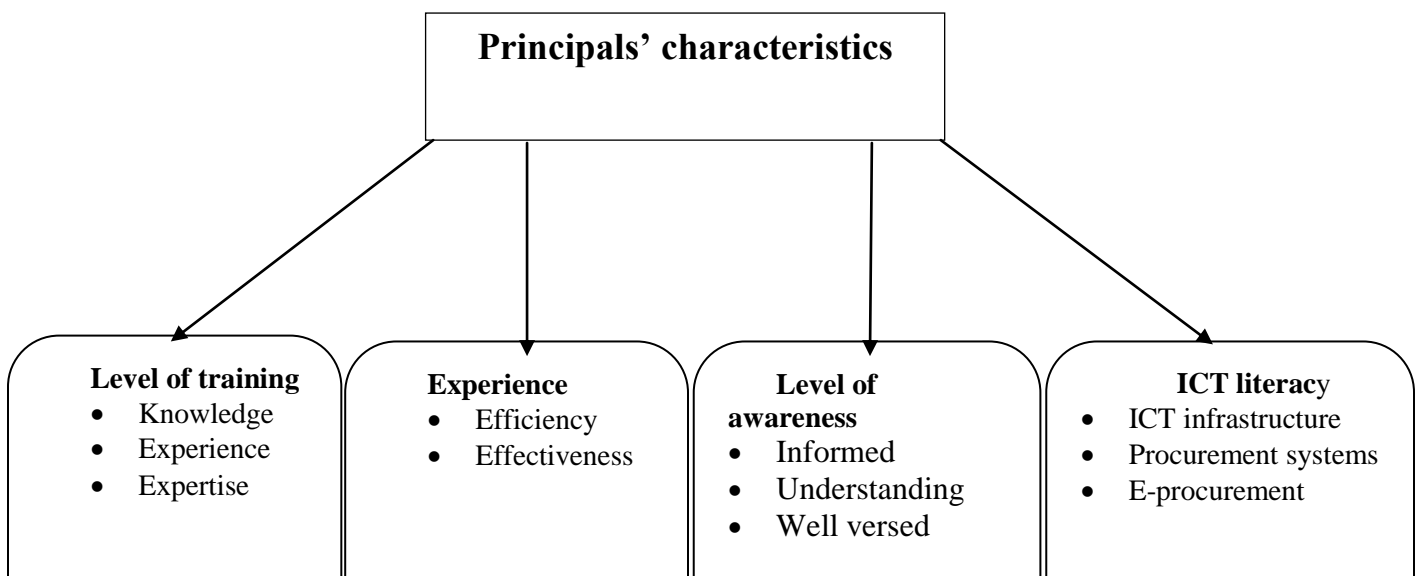 Principals’ characteristics
Level of training
• Knowledge
• Experience
• Expertise
Experience
• Efficiency
• Effectiveness
Level of
awareness
• Informed
• Understanding
• Well versed
ICT literacy
• ICT infrastructure
• Procurement systems
• E-procurement